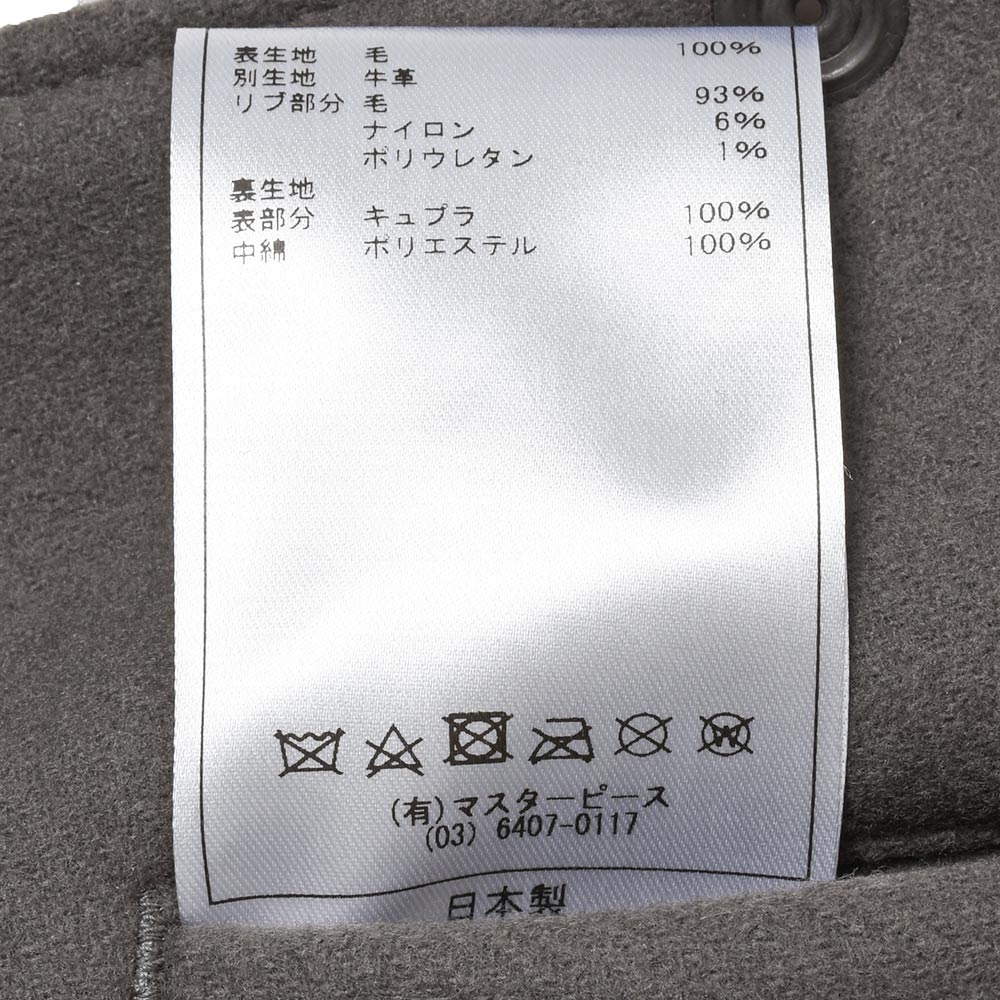 表生地 毛 100%
別生地 牛革
リブ部分 毛 93%
ナイロン 6%
ポリウレタン 1%
裏生地
表部分 キュプラ 100%
中綿 ポリエステル 100%
W
(有)マスターピース
(03) 6407-0117
日本製